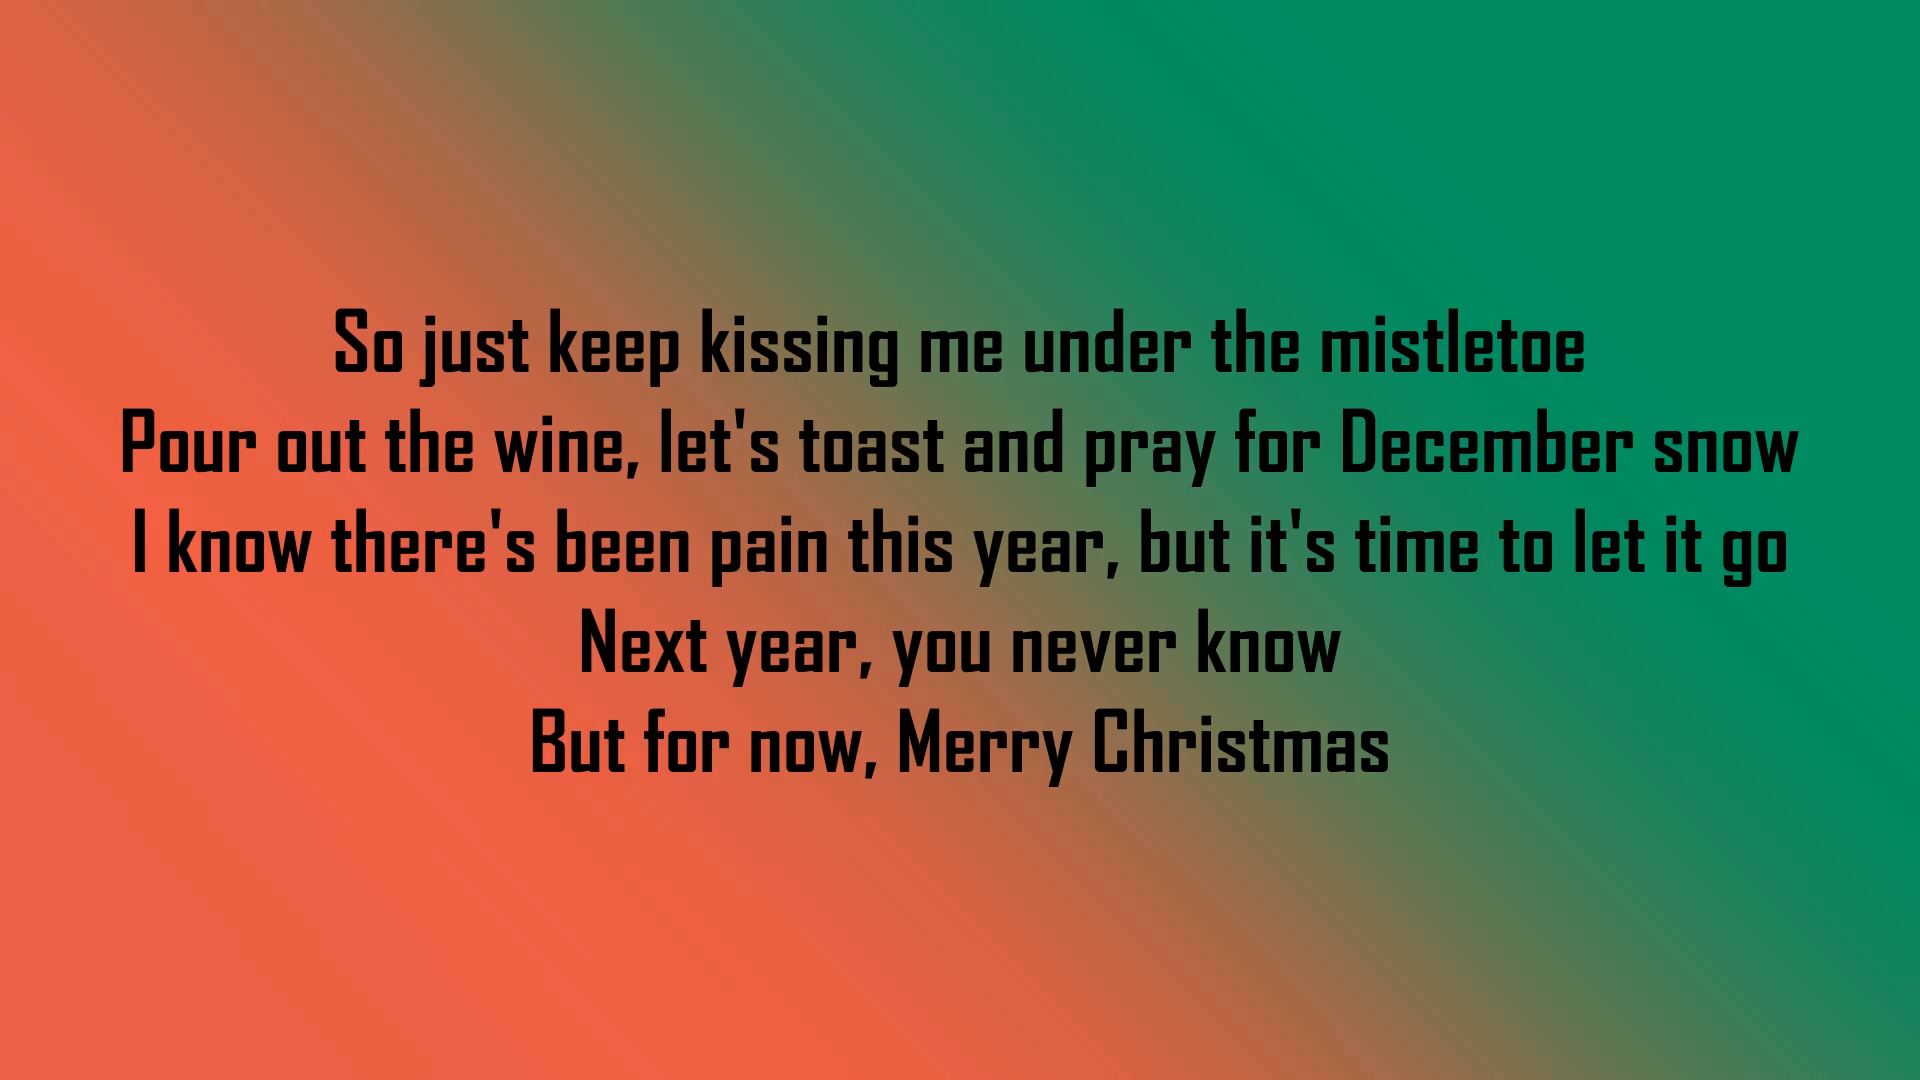 So just keep kissing me under the mistletoe
Pour out the wine, let's toast and pray for December snow
I know there's been pain this year, but it's time to let it go
Next year, you never know
But for now, Merry Christmas